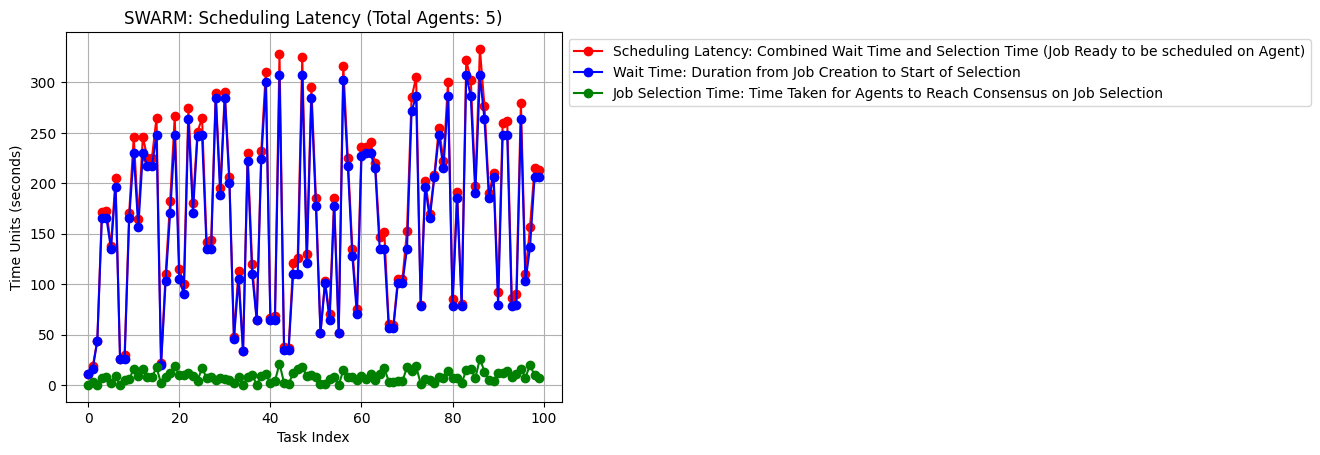 SWARM: Scheduling Latency (Total Agents: 5)
Scheduling Latency: Combined Wait Time and Selection Time (Job Ready to be scheduled on Agent)
Wait Time: Duration from Job Creation to Start of Selection
Job Selection Time: Time Taken for Agents to Reach Consensus on Job Selection
Time Units (seconds)
300
250
200
150
100
50
0
0 20 40 60 80 100
Task Index